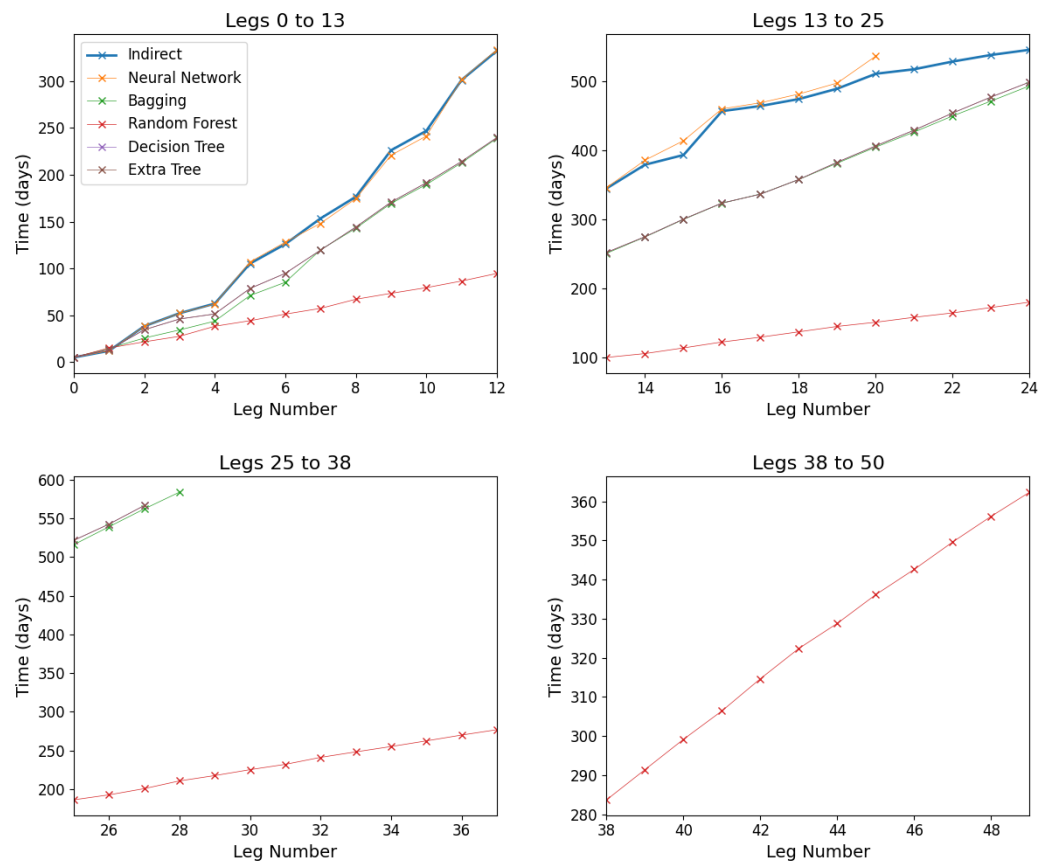 Legs 0 to 13
Indirect
Neural Network
Bagging
Random Forest
Decision Tree
Extra Tree
300
250
200
150
100
50
0
Time (days)
0 2 4 6 8 10 12
Leg Number
Legs 13 to 25
500
400
300
200
100
Time (days)
14 16 18 20 22 24
Leg Number
Legs 25 to 38
600
550
500
450
400
350
300
250
200
Time (days)
26 28 30 32 34 36
Leg Number
Legs 38 to 50
360
350
340
330
320
310
300
290
280
Time (days)
38 40 42 44 46 48
Leg Number